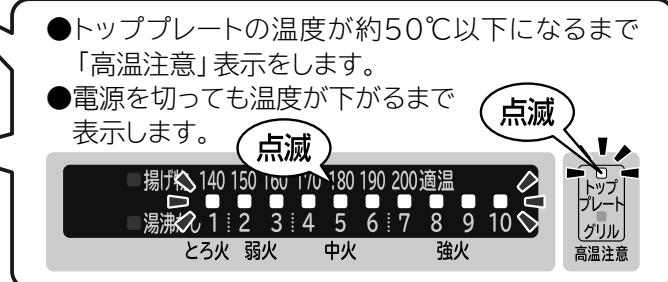 ●トッププレートの温度が約50℃以下になるまで
「高温注意」表示をします。
●電源を切っても温度が下がるまで
表示します。
点滅
点滅
揚げ物 140 150 160 170 180 190 200 適温
湯沸かし 1 2 3 4 5 6 7 8 9 10
とろ火 弱火 中火 強火
トップ
プレート
グリル
高温注意